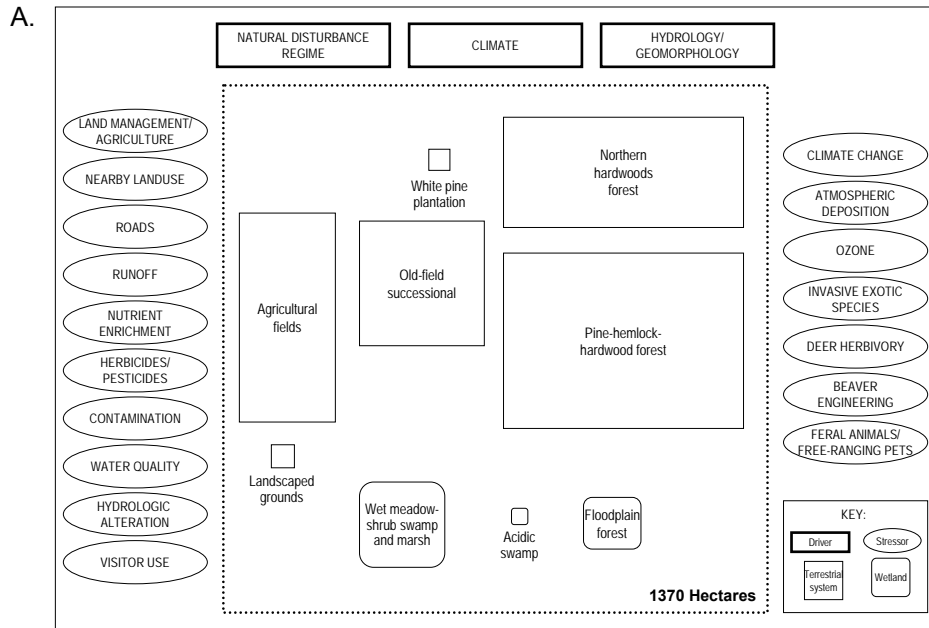 A.
NATURAL DISTURBANCE
REGIME
CLIMATE
HYDROLOGY/
GEOMORPHOLOGY
LAND MANAGEMENT/
AGRICULTURE
NEARBY LANDUSE
ROADS
RUNOFF
NUTRIENT
ENRICHMENT
HERBICIDES/
PESTICIDES
CONTAMINATION
WATER QUALITY
HYDROLOGIC
ALTERATION
VISITOR USE
White pine
plantation
Northern
hardwoods
forest
Agricultural
fields
Old-field
successional
Pine-hemlock-
hardwood forest
Landscaped
grounds
Wet meadow-
shrub swamp
and marsh
Acidic
swamp
Floodplain
forest
1370 Hectares
CLIMATE CHANGE
ATMOSPHERIC
DEPOSITION
OZONE
INVASIVE EXOTIC
SPECIES
DEER HERBIVORY
BEAVER
ENGINEERING
FERAL ANIMALS/
FREE-RANGING PETS
KEY:
Driver
Stressor
Terrestrial
system
Wetland